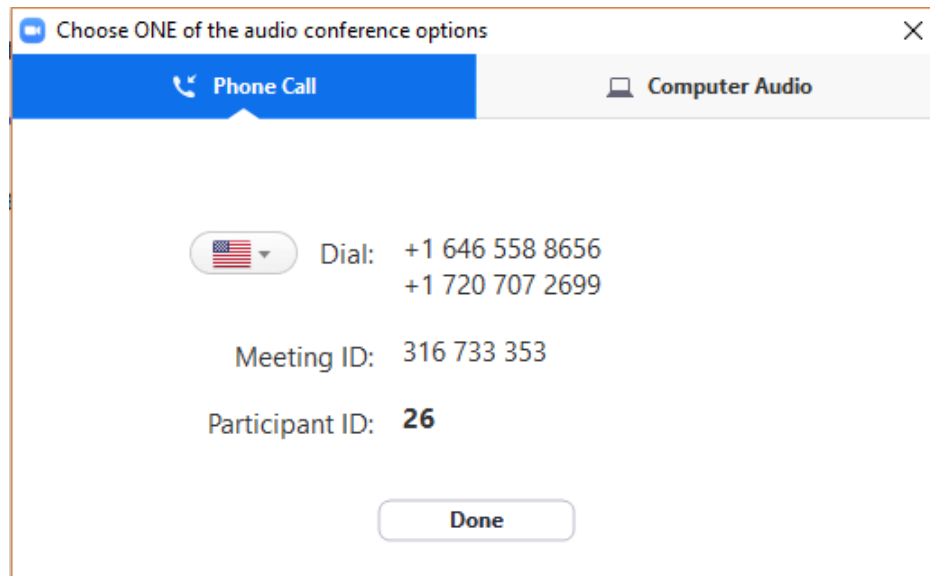 Choose ONE of the audio conference options
Phone Call
Computer Audio
Dial: +1 646 558 8656
+1 720 707 2699
Meeting ID: 316 733 353
Participant ID: 26
Done